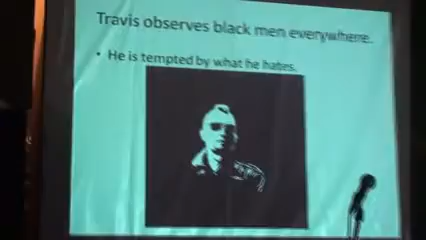 Travis observes black men everywhere.
• He is tempted by what he hates.